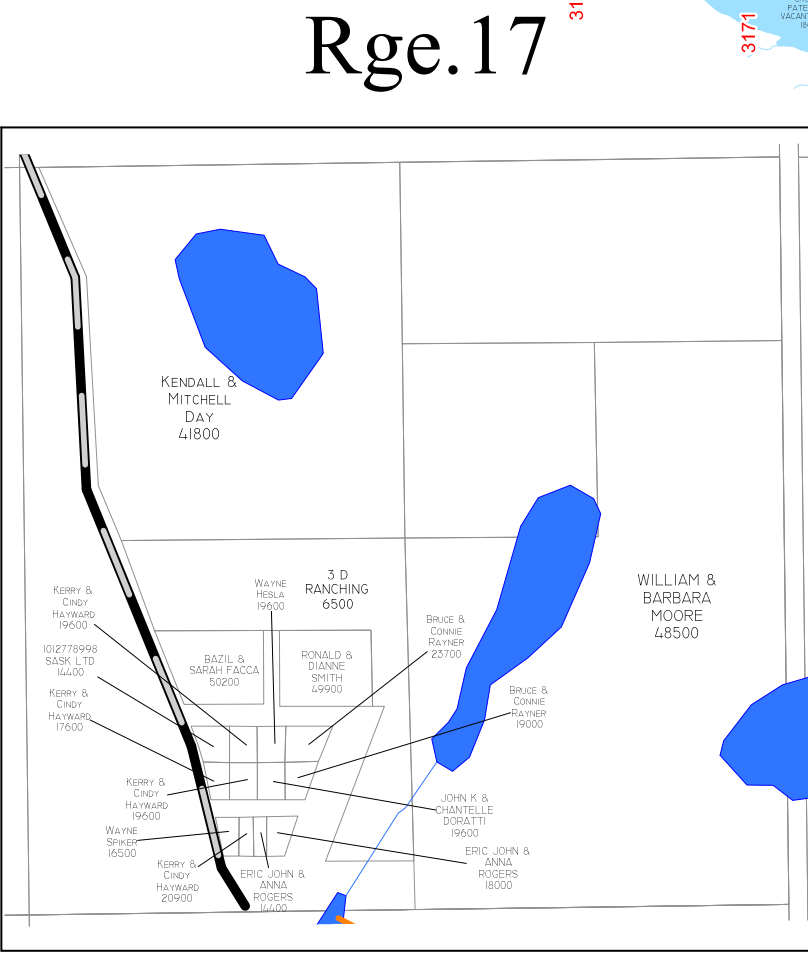 Rge.17
31
3171
PATE
VACANT
KENDALL &
MITCHELL
DAY
41800
3 D
RANCHING
6500
WAYNE
HESLA
19600
KERRY &
CINDY
HAYWARD
19600
1012778998
SASK LTD
14400
KERRY &
CINDY
HAYWARD
17600
BAZIL &
SARAH FACCA
50200
RONALD &
DIANNE
SMITH
49900
BRUCE &
CONNIE
RAYNER
23700
WILLIAM &
BARBARA
MOORE
48500
BRUCE &
CONNIE
RAYNER
19000
KERRY &
CINDY
HAYWARD
19600
JOHN K &
CHANTELLE
DORATTI
19600
WAYNE
SPIKER
16500
KERRY &
CINDY
HAYWARD
20900
ERIC JOHN &
ANNA
ROGERS
14400
ERIC JOHN &
ANNA
ROGERS
18000